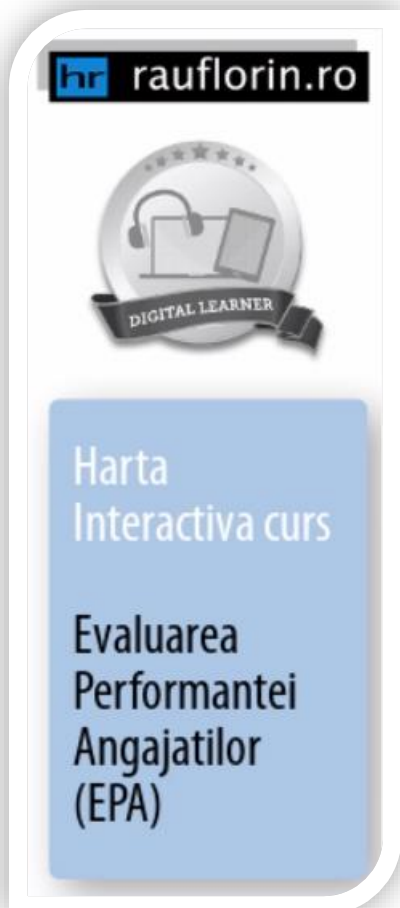 hr rauflorin.ro
DIGITAL LEARNER
Harta
Interactiva curs
Evaluarea
Performantei
Angajatilor
(EPA)